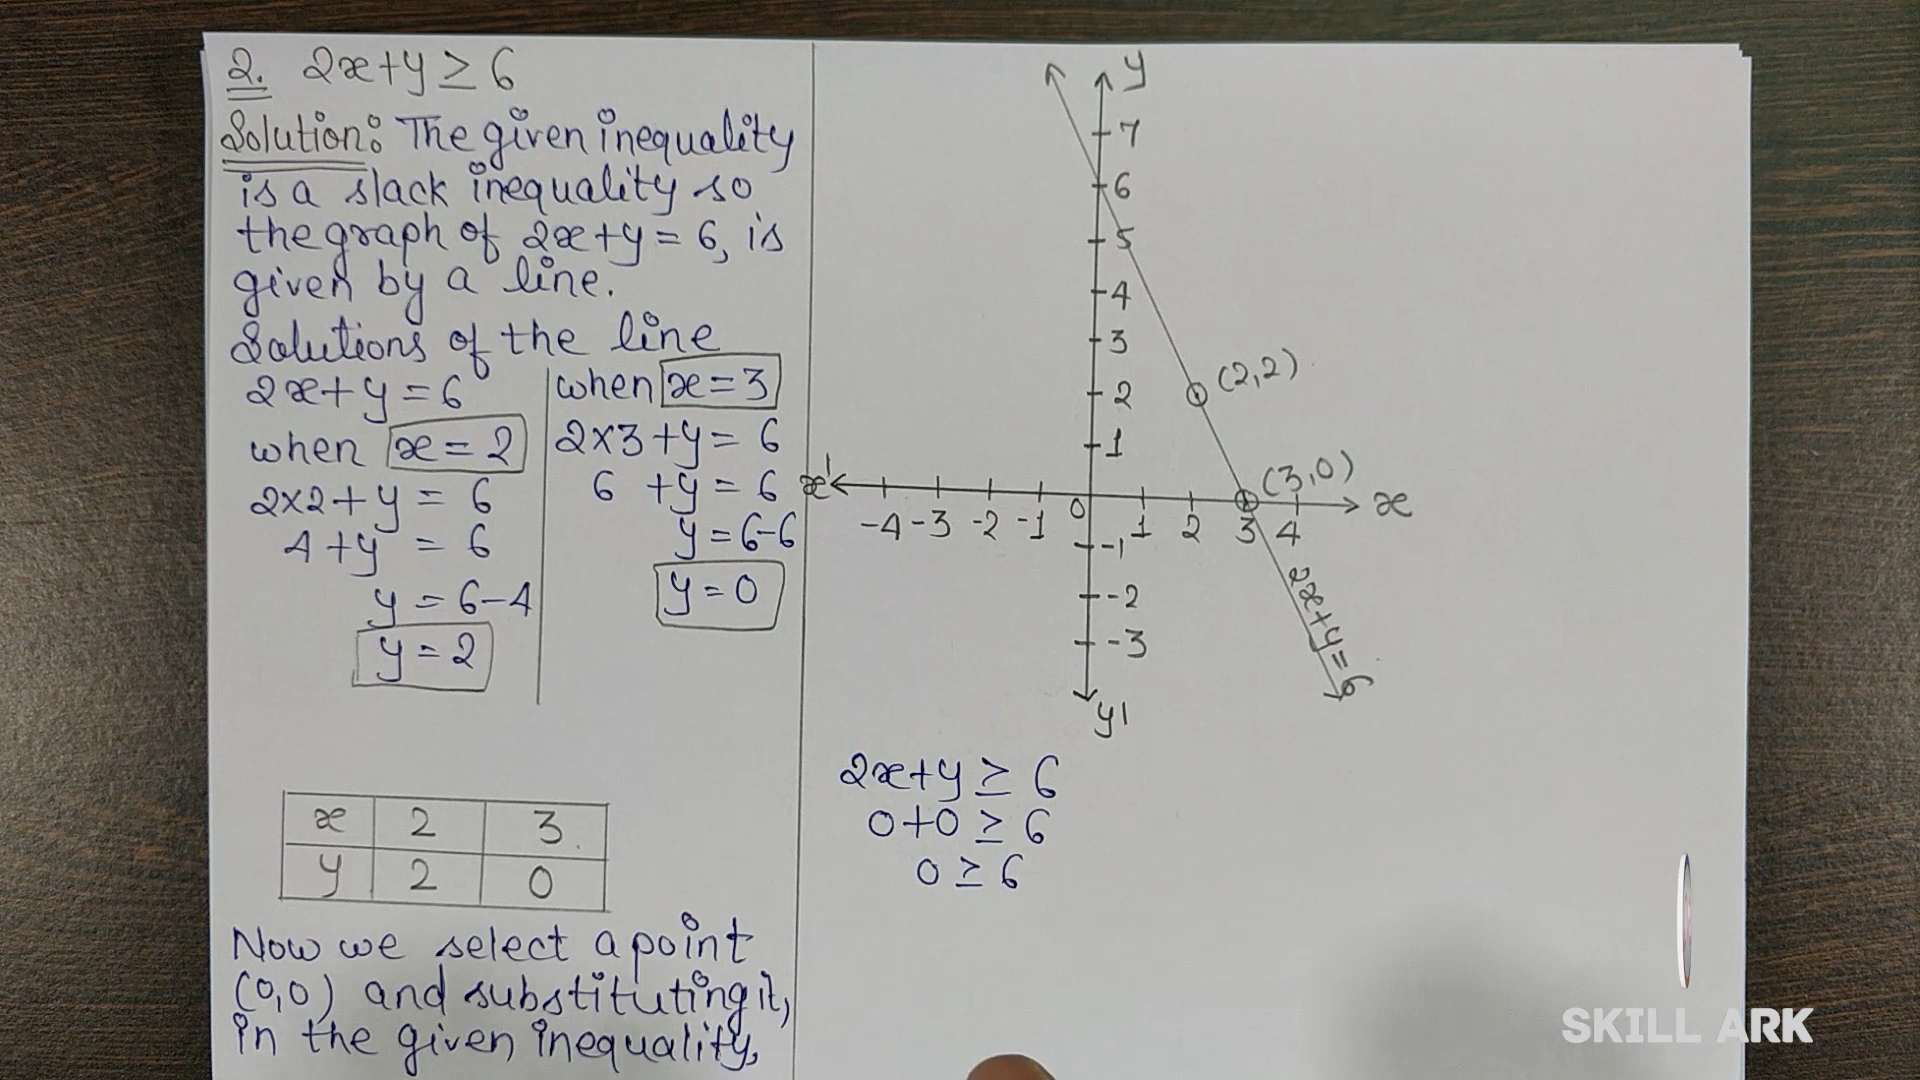 2. 2x+y ≥ 6
Solution: The given inequality
is a slack inequality so
the graph of 2x+y = 6, is
given by a line.
Solutions of the line
2x+y = 6
when x = 2
2×2+y = 6
4+y = 6
y = 6-4
y = 2
when x = 3
2×3+y = 6
6 +y = 6
y = 6-6
y = 0
x 2 3
y 2 0
Now we select a point
(0,0) and substituting it,
in the given inequality,
y
7
6
5
4
3
2
1
(2,2)
(3,0)
x' x
-4 -3 -2 -1 0 1 2 3 4
-1
-2
-3
y'
2x+y=6
2x+y ≥ 6
0+0 ≥ 6
0 ≥ 6
SKILL ARK